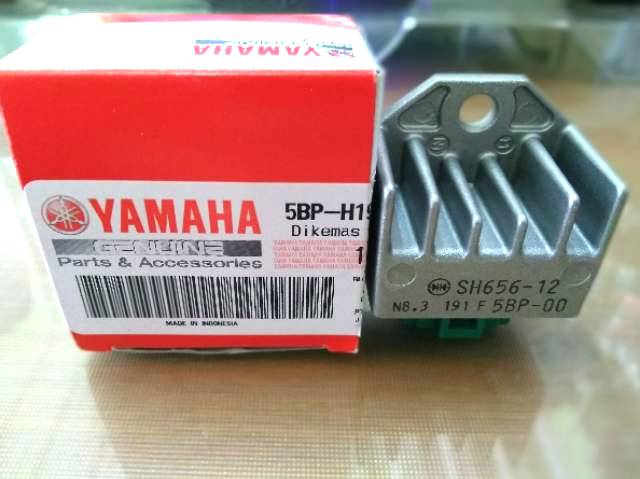 YAMAHA
YAMAHA
GENUINE
Parts & Accessories
MADE IN INDONESIA
5BP-H19
Dikemas
SH656-12
N8.3 191 F 5BP-00